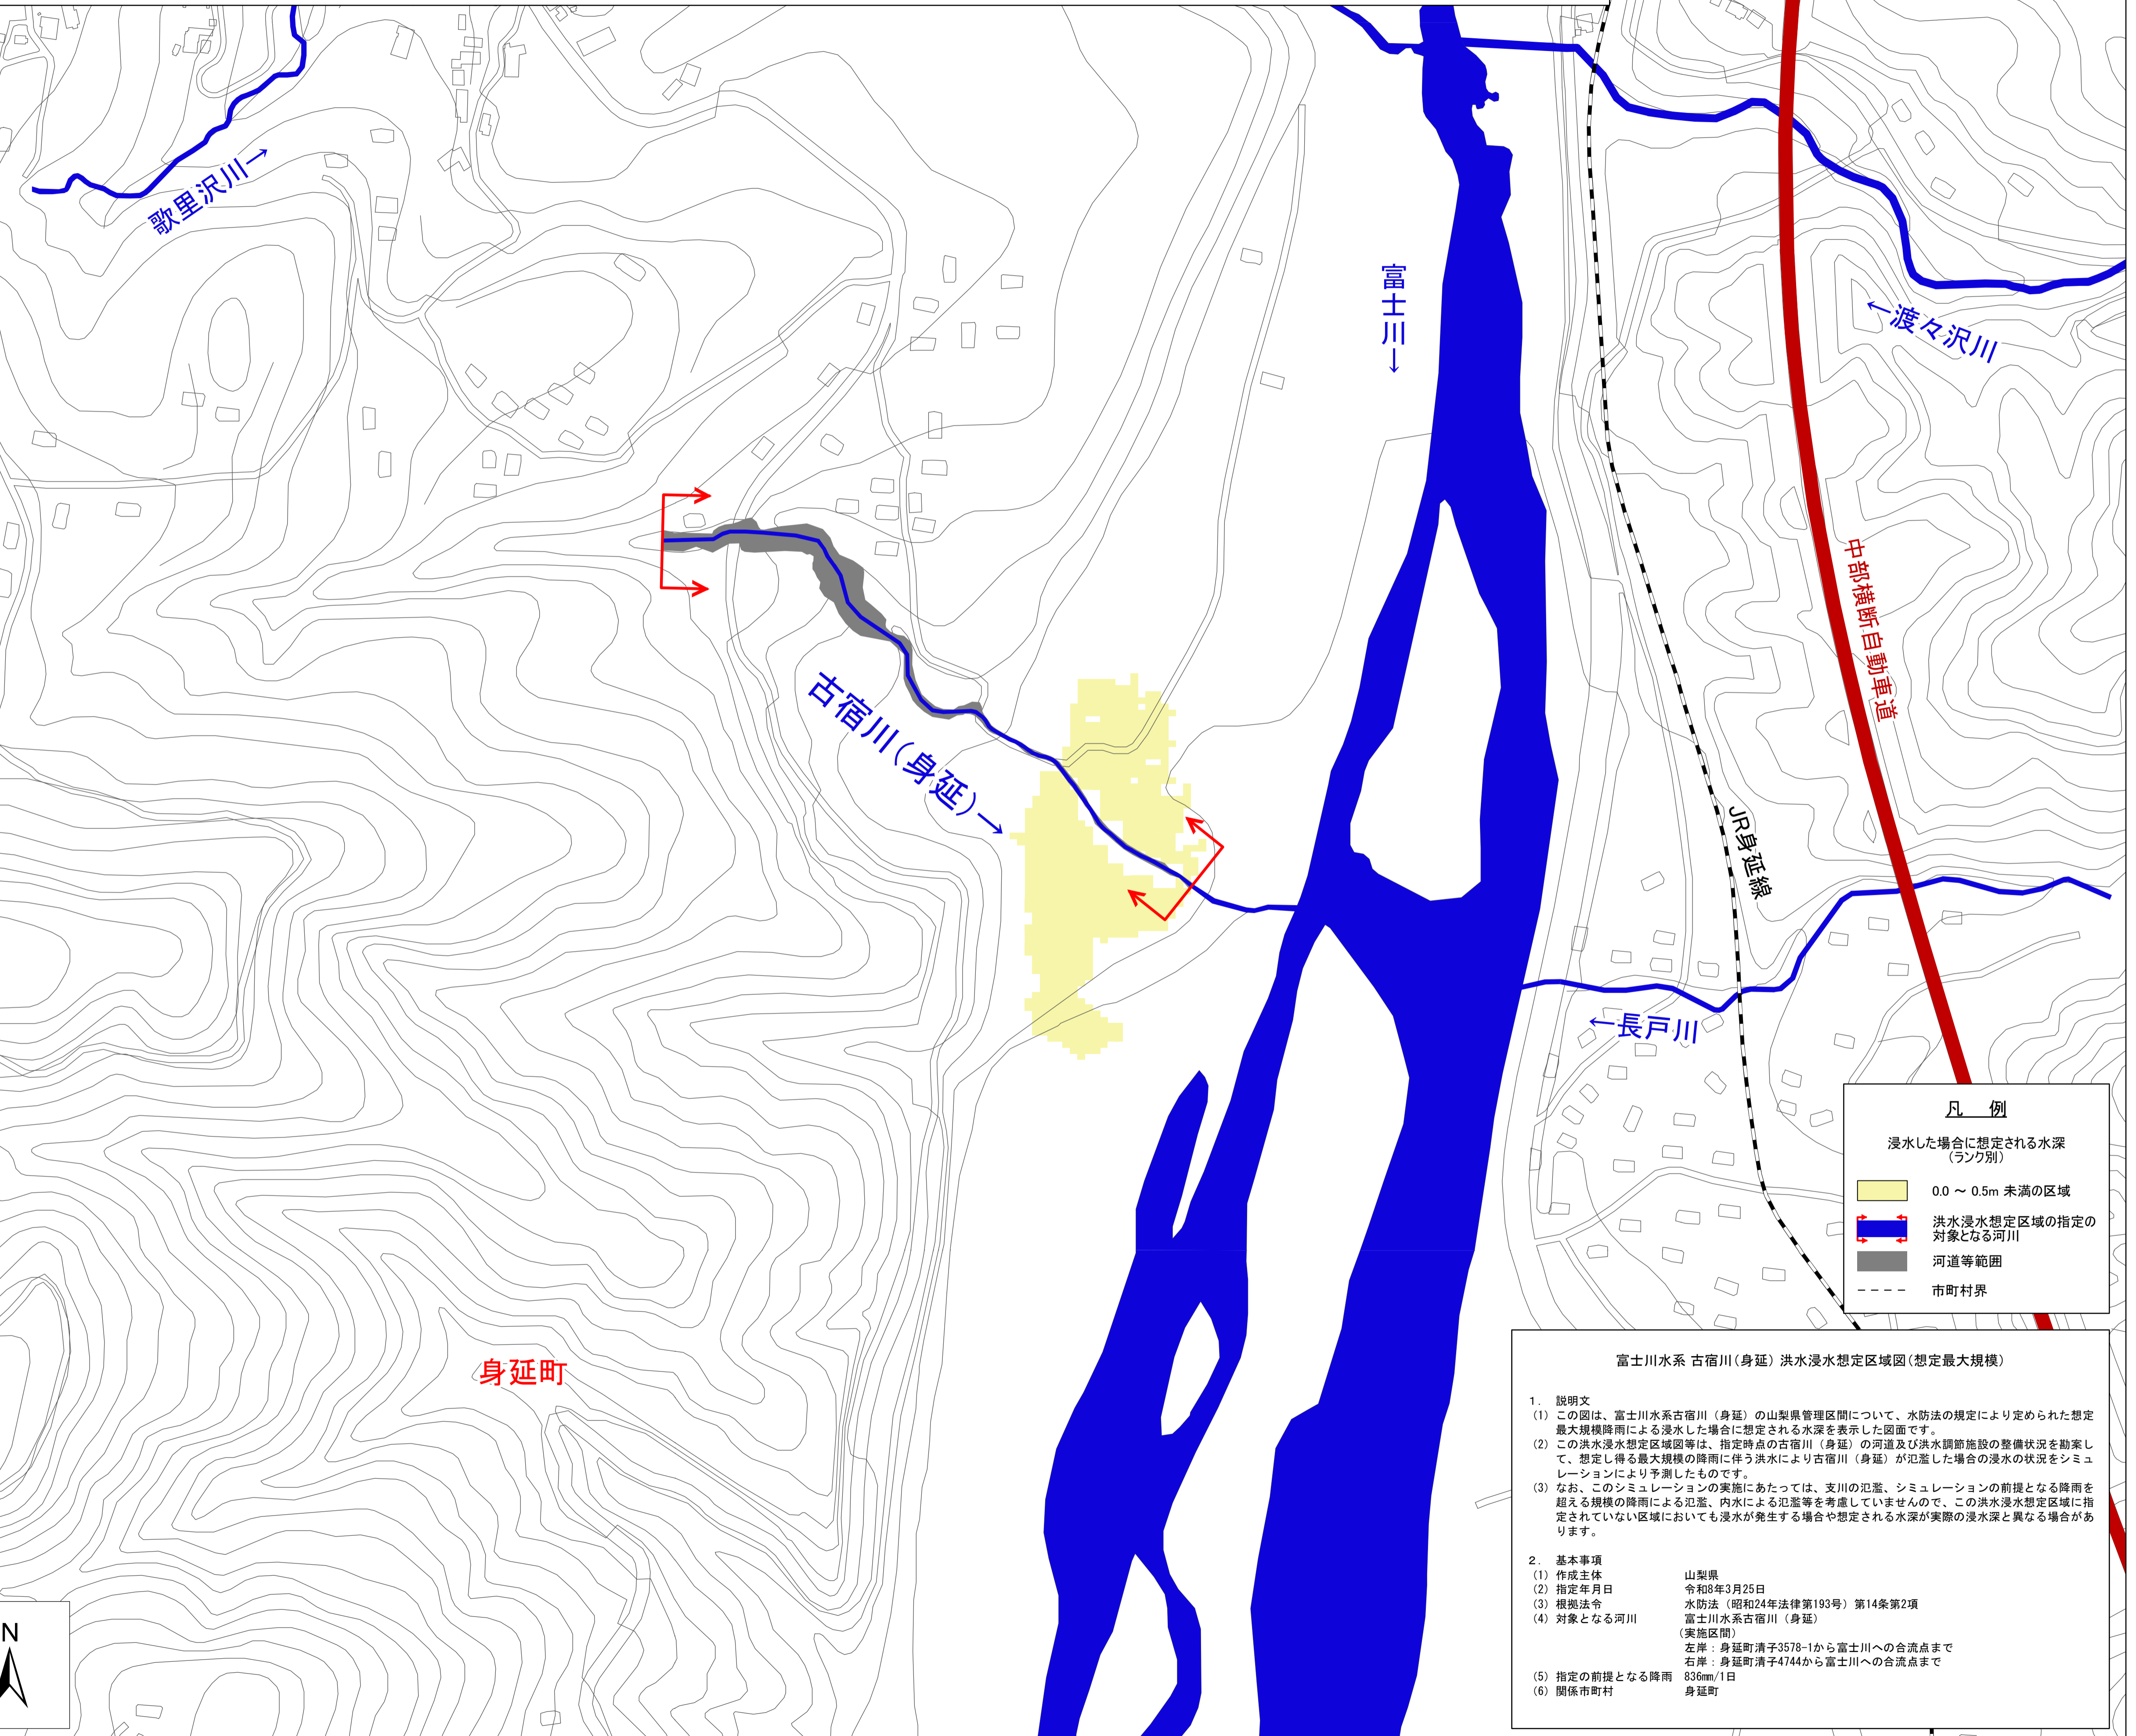 歌里沢川→
富士川→
←渡々沢川
中部横断自動車道
古宿川(身延)→
JR身延線
←長戸川
身延町
N
凡　例
浸水した場合に想定される水深
(ランク別)
0.0 ～ 0.5m 未満の区域
洪水浸水想定区域の指定の
対象となる河川
河道等範囲
市町村界
富士川水系 古宿川(身延) 洪水浸水想定区域図(想定最大規模)
1. 説明文
(1) この図は、富士川水系古宿川（身延）の山梨県管理区間について、水防法の規定により定められた想定
最大規模降雨による浸水した場合に想定される水深を表示した図面です。
(2) この洪水浸水想定区域図等は、指定時点の古宿川（身延）の河道及び洪水調節施設の整備状況を勘案し
て、想定し得る最大規模の降雨に伴う洪水により古宿川（身延）が氾濫した場合の浸水の状況をシミュ
レーションにより予測したものです。
(3) なお、このシミュレーションの実施にあたっては、支川の氾濫、シミュレーションの前提となる降雨を
超える規模の降雨による氾濫、内水による氾濫等を考慮していませんので、この洪水浸水想定区域に指
定されていない区域においても浸水が発生する場合や想定される水深が実際の浸水深と異なる場合があ
ります。
2. 基本事項
(1) 作成主体　山梨県
(2) 指定年月日　令和8年3月25日
(3) 根拠法令　水防法（昭和24年法律第193号）第14条第2項
(4) 対象となる河川　富士川水系古宿川（身延）
（実施区間）
左岸：身延町清子3578-1から富士川への合流点まで
右岸：身延町清子4744から富士川への合流点まで
(5) 指定の前提となる降雨　836mm/1日
(6) 関係市町村　身延町